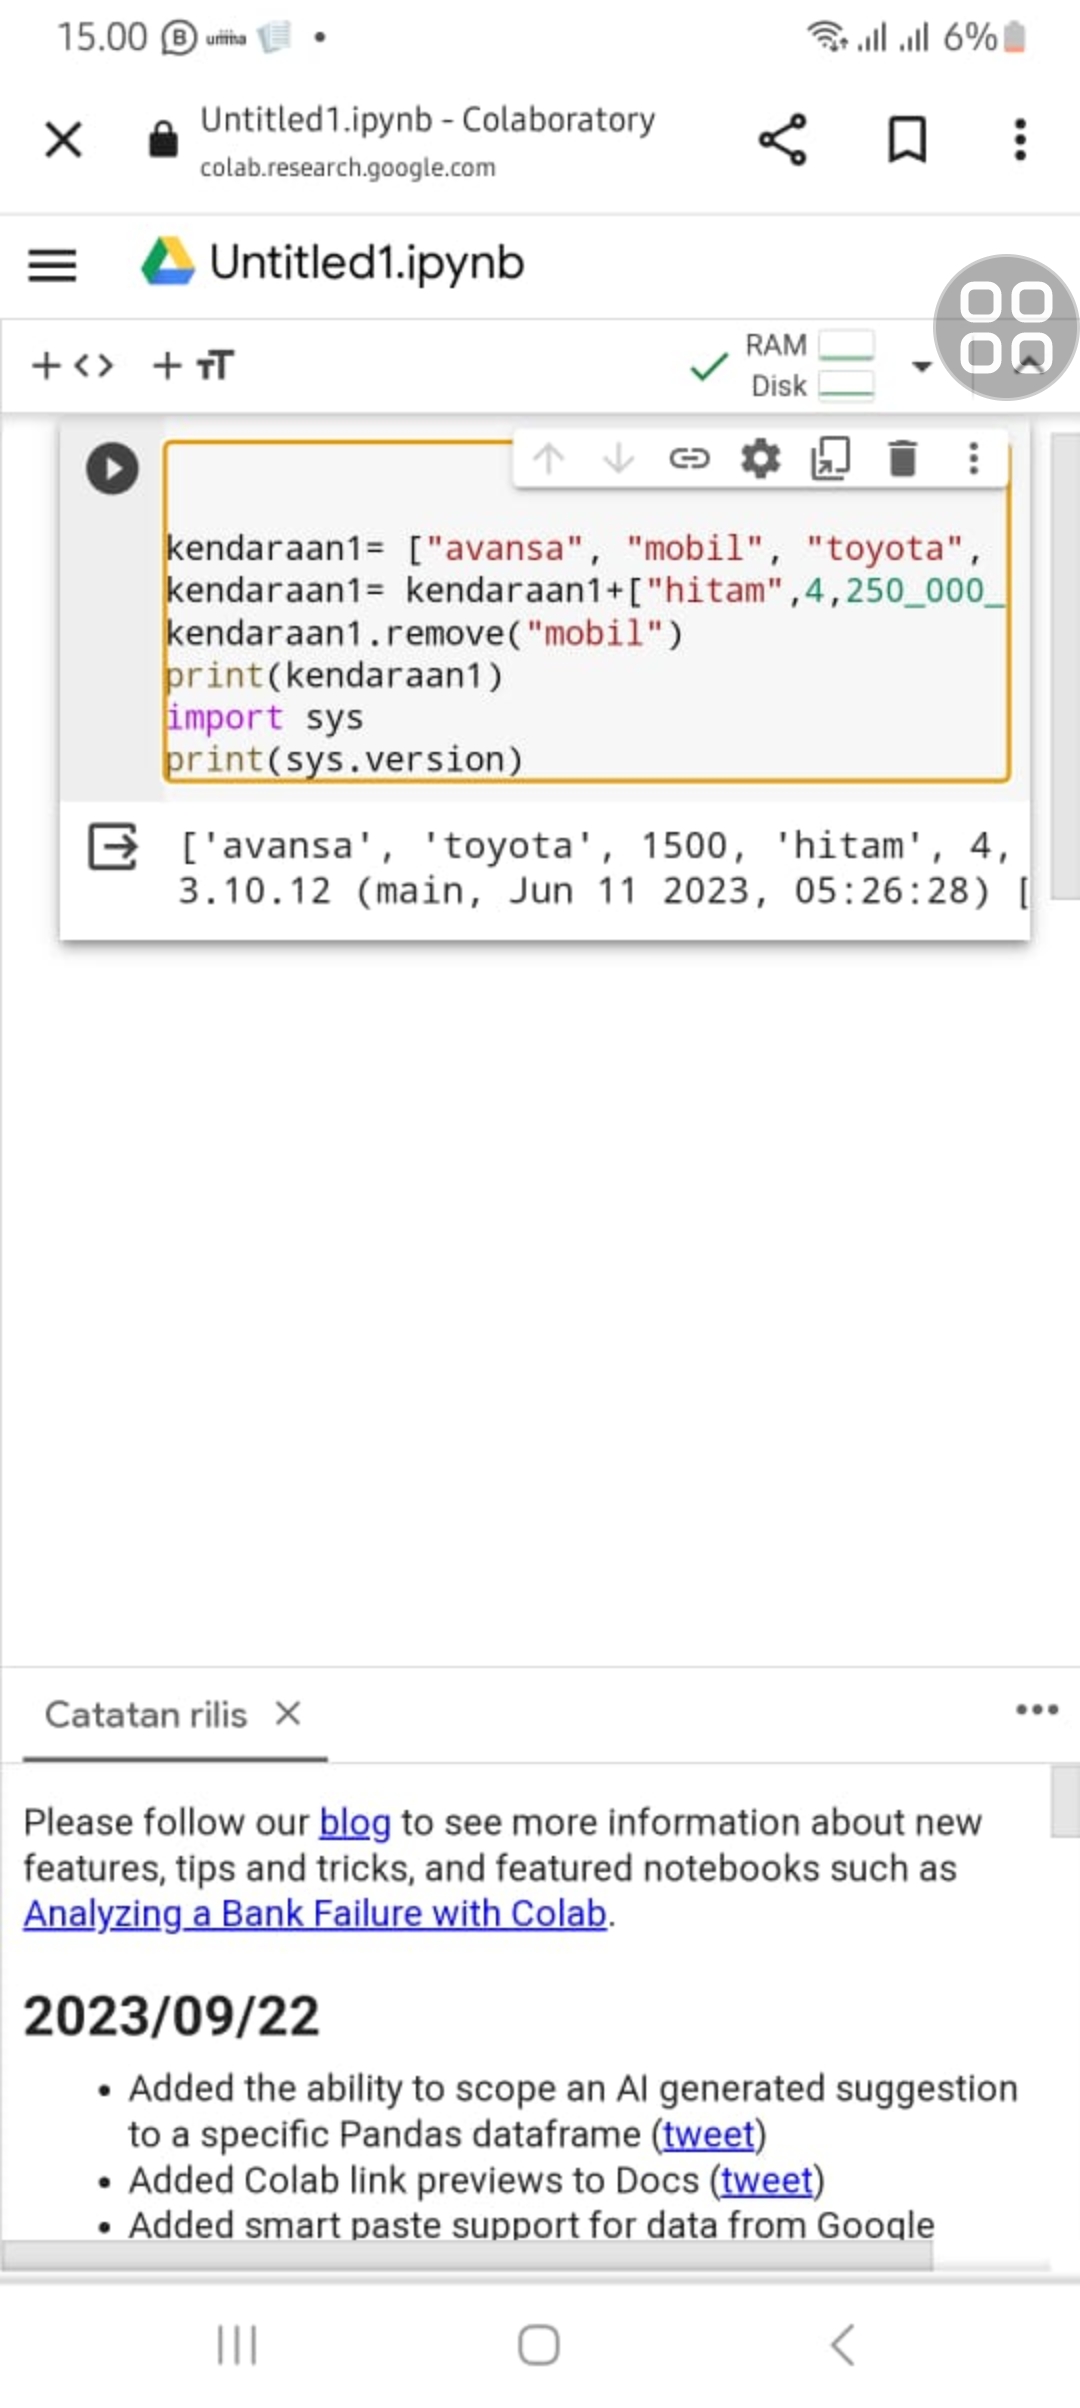 15.00
6%
Untitled1.ipynb - Colaboratory
colab.research.google.com
Untitled1.ipynb
RAM
Disk
kendaraan1= ["avansa", "mobil", "toyota",
kendaraan1= kendaraan1+["hitam",4,250_000_
kendaraan1.remove("mobil")
print(kendaraan1)
import sys
print(sys.version)
['avansa', 'toyota', 1500, 'hitam', 4,
3.10.12 (main, Jun 11 2023, 05:26:28) [
Catatan rilis
Please follow our blog to see more information about new
features, tips and tricks, and featured notebooks such as
Analyzing a Bank Failure with Colab.
2023/09/22
• Added the ability to scope an AI generated suggestion
to a specific Pandas dataframe (tweet)
• Added Colab link previews to Docs (tweet)
• Added smart paste support for data from Google